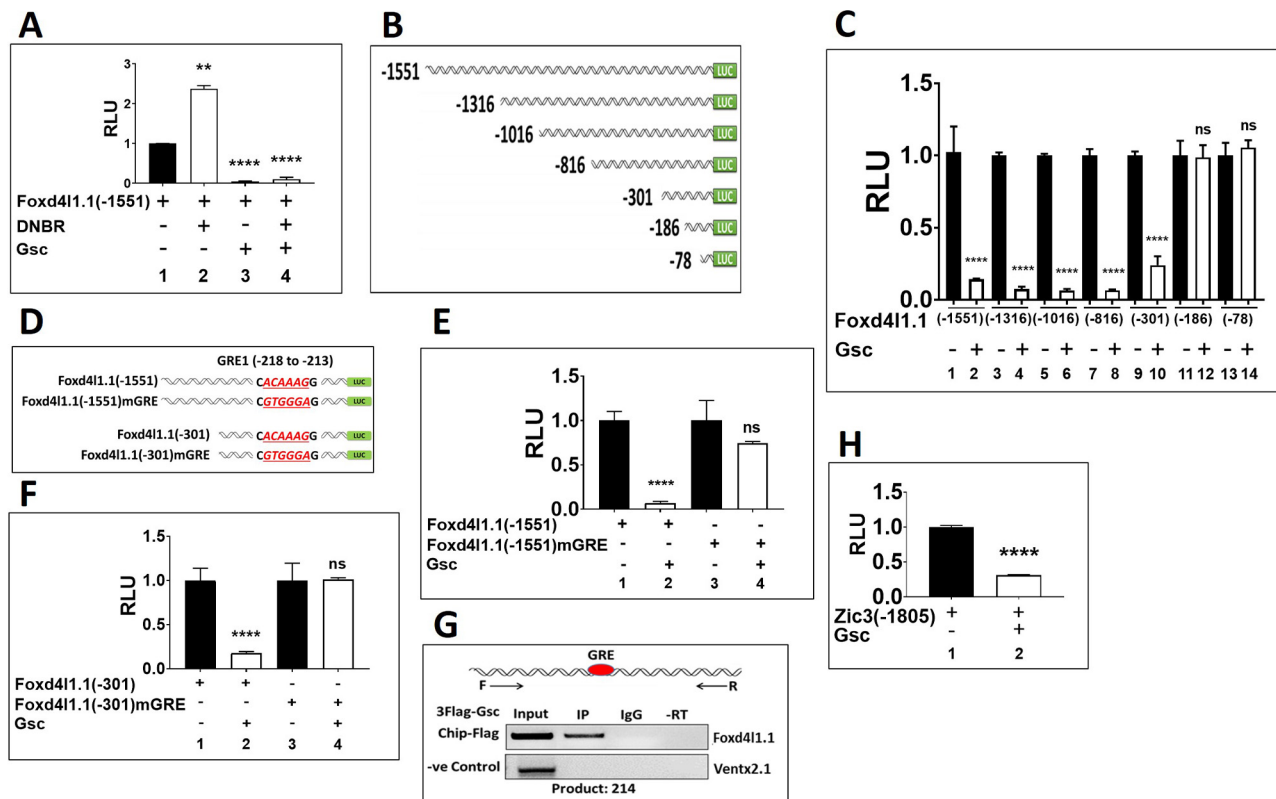 A
RLU
3
2
1
0
**
****
****
Foxd4l1.1(-1551) + + + +
DNBR - + - +
Gsc - - + +
1 2 3 4
B
-1551 LUC
-1316 LUC
-1016 LUC
-816 LUC
-301 LUC
-186 LUC
-78 LUC
C
RLU
1.5
1.0
0.5
0.0
**** **** **** **** **** ns ns
Foxd4l1.1 (-1551) (-1316) (-1016) (-816) (-301) (-186) (-78)
Gsc - + - + - + - + - + - + - +
1 2 3 4 5 6 7 8 9 10 11 12 13 14
D
GRE1 (-218 to -213)
Foxd4l1.1(-1551) CACAAAGG LUC
Foxd4l1.1(-1551)mGRE CGTGGGAG LUC
Foxd4l1.1(-301) CACAAAGG LUC
Foxd4l1.1(-301)mGRE CGTGGGAG LUC
E
RLU
1.5
1.0
0.5
0.0
**** ns
Foxd4l1.1(-1551) + + - -
Foxd4l1.1(-1551)mGRE - - + +
Gsc - + - +
1 2 3 4
F
RLU
1.5
1.0
0.5
0.0
**** ns
Foxd4l1.1(-301) + + - -
Foxd4l1.1(-301)mGRE - - + +
Gsc - + - +
1 2 3 4
G
GRE
F R
3Flag-Gsc Input IP IgG -RT
Chip-Flag Foxd4l1.1
-ve Control Ventx2.1
Product: 214
H
RLU
1.5
1.0
0.5
0.0
****
Zic3(-1805) + +
Gsc - +
1 2